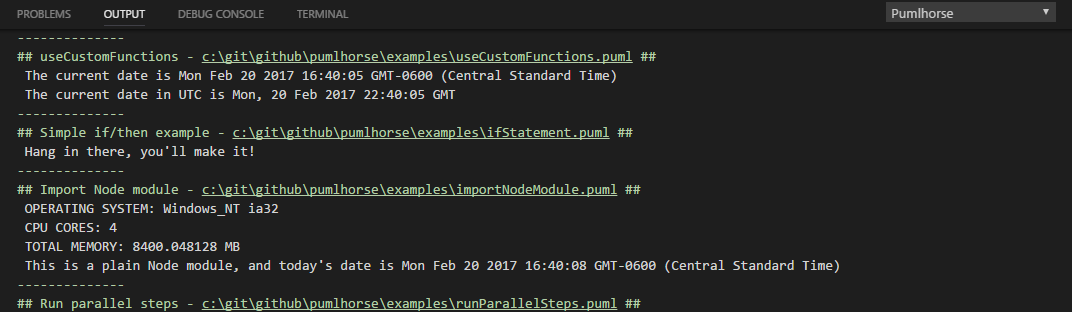 PROBLEMS OUTPUT DEBUG CONSOLE TERMINAL Pumlhorse
--------------
## useCustomFunctions - c:\git\github\pumlhorse\examples\useCustomFunctions.puml ##
The current date is Mon Feb 20 2017 16:40:05 GMT-0600 (Central Standard Time)
The current date in UTC is Mon, 20 Feb 2017 22:40:05 GMT
--------------
## Simple if/then example - c:\git\github\pumlhorse\examples\ifStatement.puml ##
Hang in there, you'll make it!
--------------
## Import Node module - c:\git\github\pumlhorse\examples\importNodeModule.puml ##
OPERATING SYSTEM: Windows_NT ia32
CPU CORES: 4
TOTAL MEMORY: 8400.048128 MB
This is a plain Node module, and today's date is Mon Feb 20 2017 16:40:08 GMT-0600 (Central Standard Time)
--------------
## Run parallel steps - c:\git\github\pumlhorse\examples\runParallelSteps.puml ##